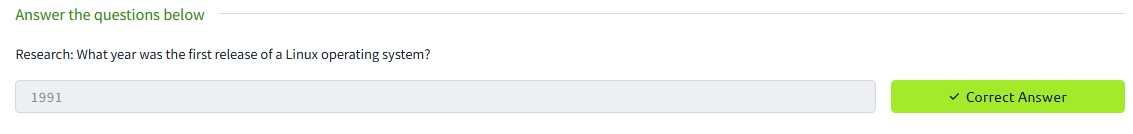 Answer the questions below
Research: What year was the first release of a Linux operating system?
1991
✓ Correct Answer